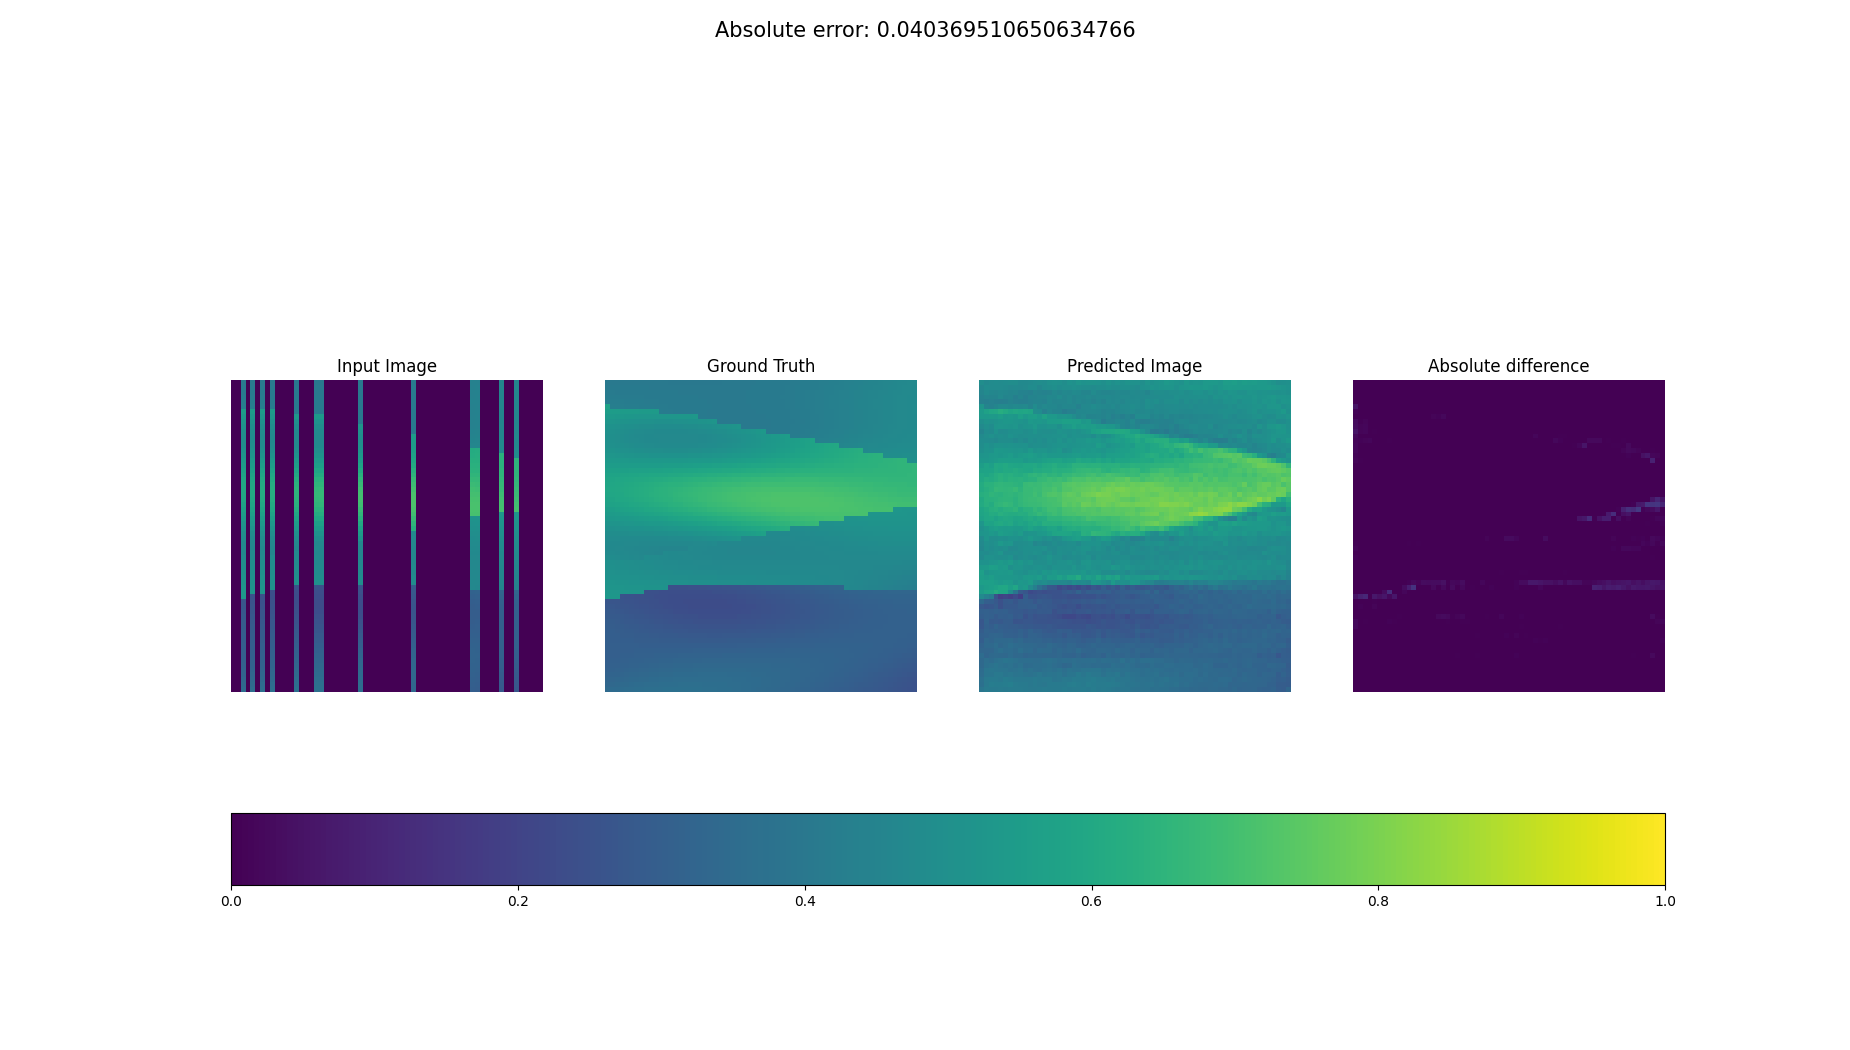 Absolute error: 0.040369510650634766
Input Image
Ground Truth
Predicted Image
Absolute difference
0.0
0.2
0.4
0.6
0.8
1.0